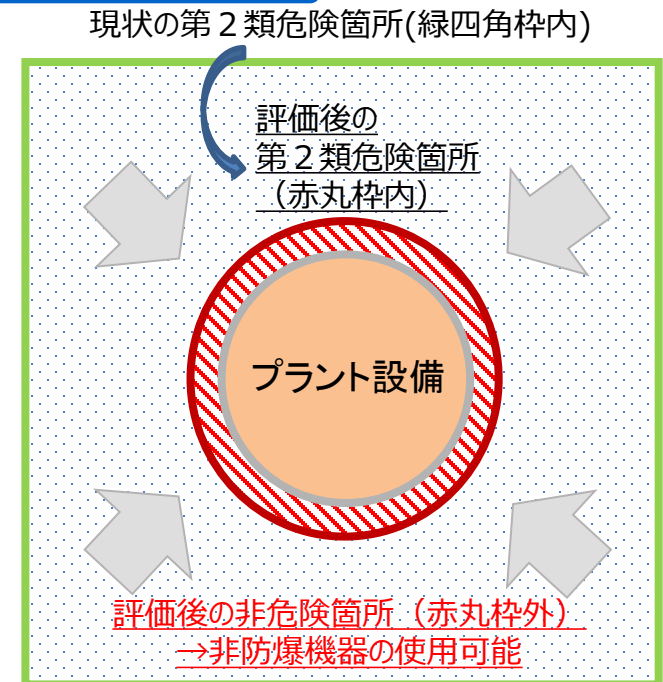 現状の第２類危険箇所(緑四角枠内)
評価後の
第２類危険箇所
（赤丸枠内）
プラント設備
評価後の非危険箇所（赤丸枠外）
→非防爆機器の使用可能